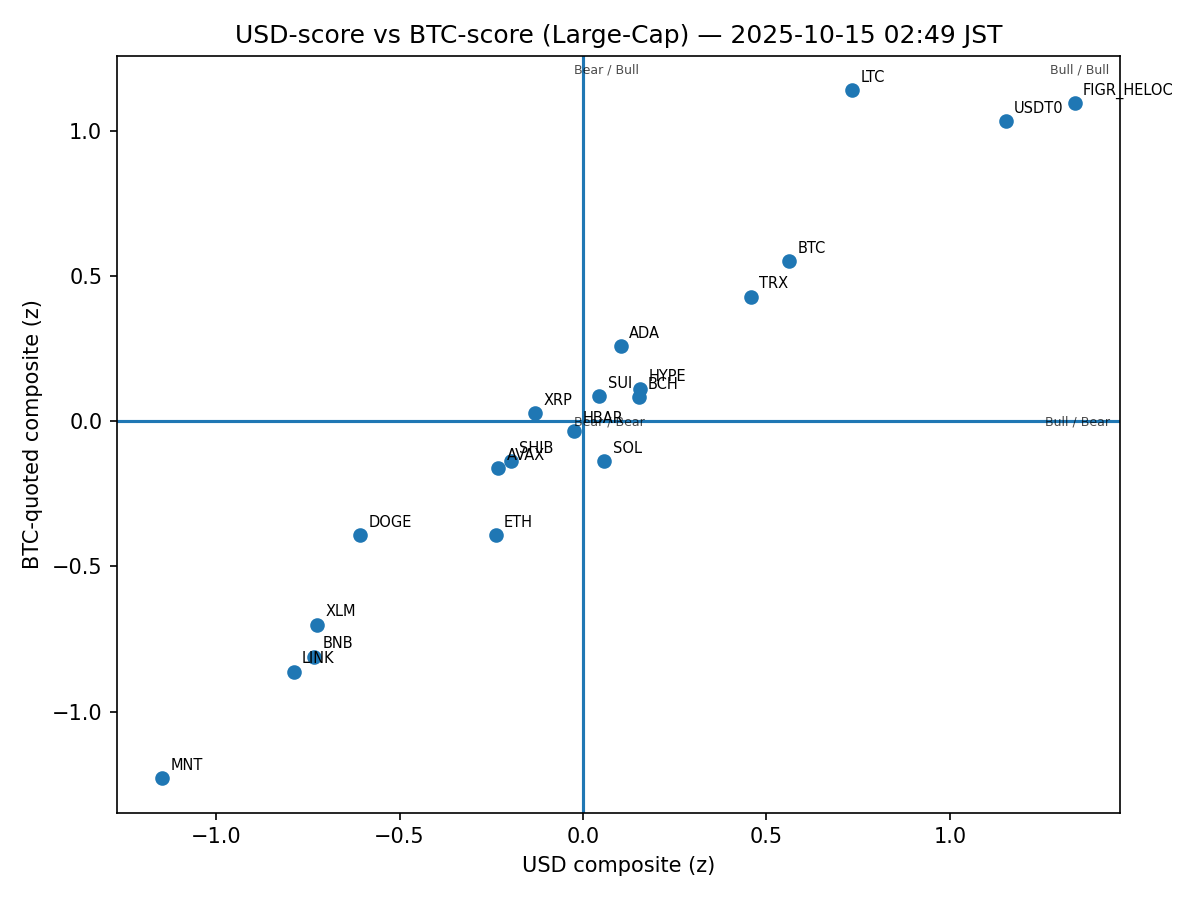 USD-score vs BTC-score (Large-Cap) — 2025-10-15 02:49 JST
Bear / Bull
Bull / Bull
LTC
FIGR_HELOC
USDT0
1.0
BTC
0.5
TRX
ADA
HYPE
SUI
BCH
XRP
HBAR
0.0
Bear / Bear
Bull / Bear
SHIB
SOL
AVAX
DOGE
ETH
−0.5
XLM
BNB
LINK
−1.0
MNT
−1.0
−0.5
0.0
0.5
1.0
USD composite (z)
BTC-quoted composite (z)